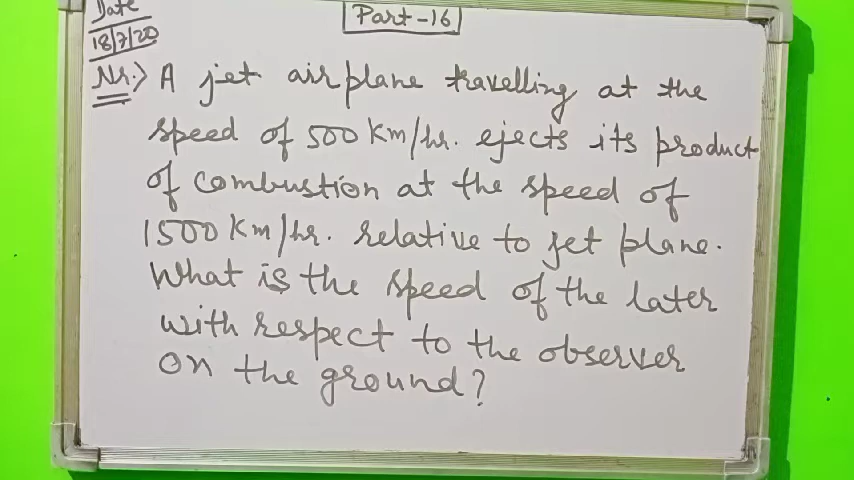 Date
18/7/20
Part-16
Nr.> A jet airplane travelling at the
speed of 500 Km/hr. ejects its product
of combustion at the speed of
1500 Km/hr. relative to jet plane.
What is the speed of the later
with respect to the observer
on the ground?